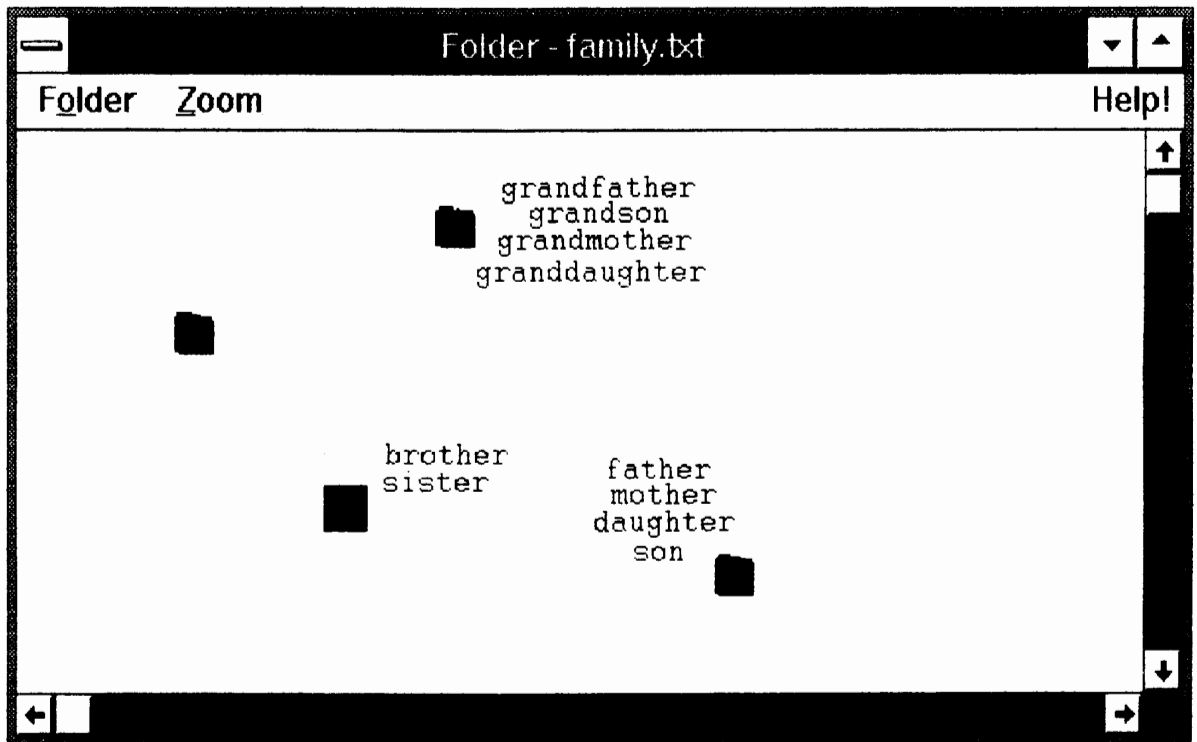 Folder - family.txt
Folder Zoom Help!
grandfather
grandson
grandmother
granddaughter
brother
sister
father
mother
daughter
son